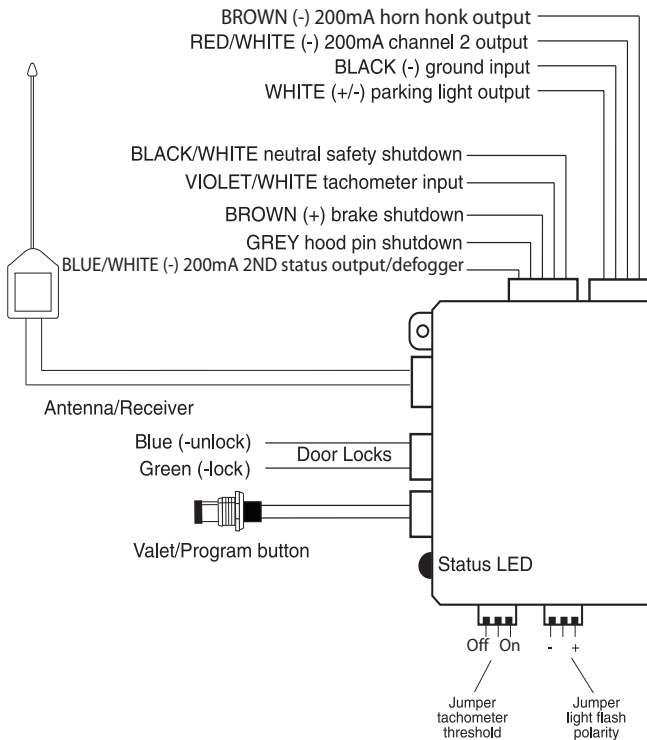 BROWN (-) 200mA horn honk output
RED/WHITE (-) 200mA channel 2 output
BLACK (-) ground input
WHITE (+/-) parking light output
BLACK/WHITE neutral safety shutdown
VIOLET/WHITE tachometer input
BROWN (+) brake shutdown
GREY hood pin shutdown
BLUE/WHITE (-) 200mA 2ND status output/defogger
Antenna/Receiver
Blue (-unlock)
Door Locks
Green (-lock)
Valet/Program button
Status LED
Off On - +
Jumper
tachometer
threshold
Jumper
light flash
polarity